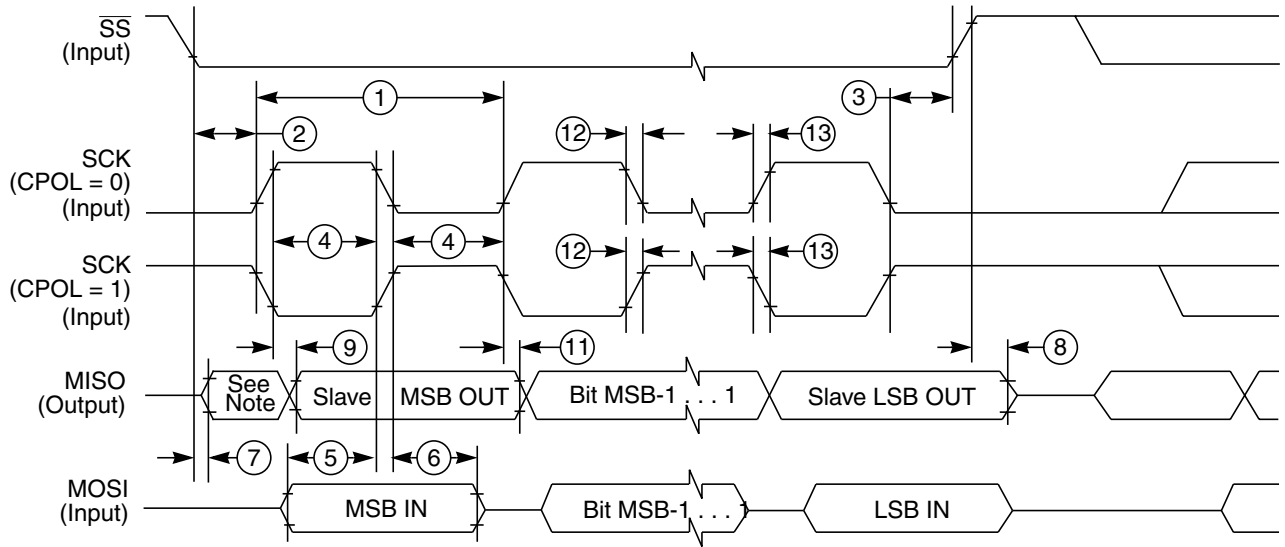 SS
(Input)
1
3
2
12
13
SCK
(CPOL = 0)
(Input)
4
4
12
13
SCK
(CPOL = 1)
(Input)
9
11
8
MISO
(Output)
See
Note
Slave
MSB OUT
Bit MSB-1 . . . 1
Slave LSB OUT
7
5
6
MOSI
(Input)
MSB IN
Bit MSB-1 . . . 1
LSB IN